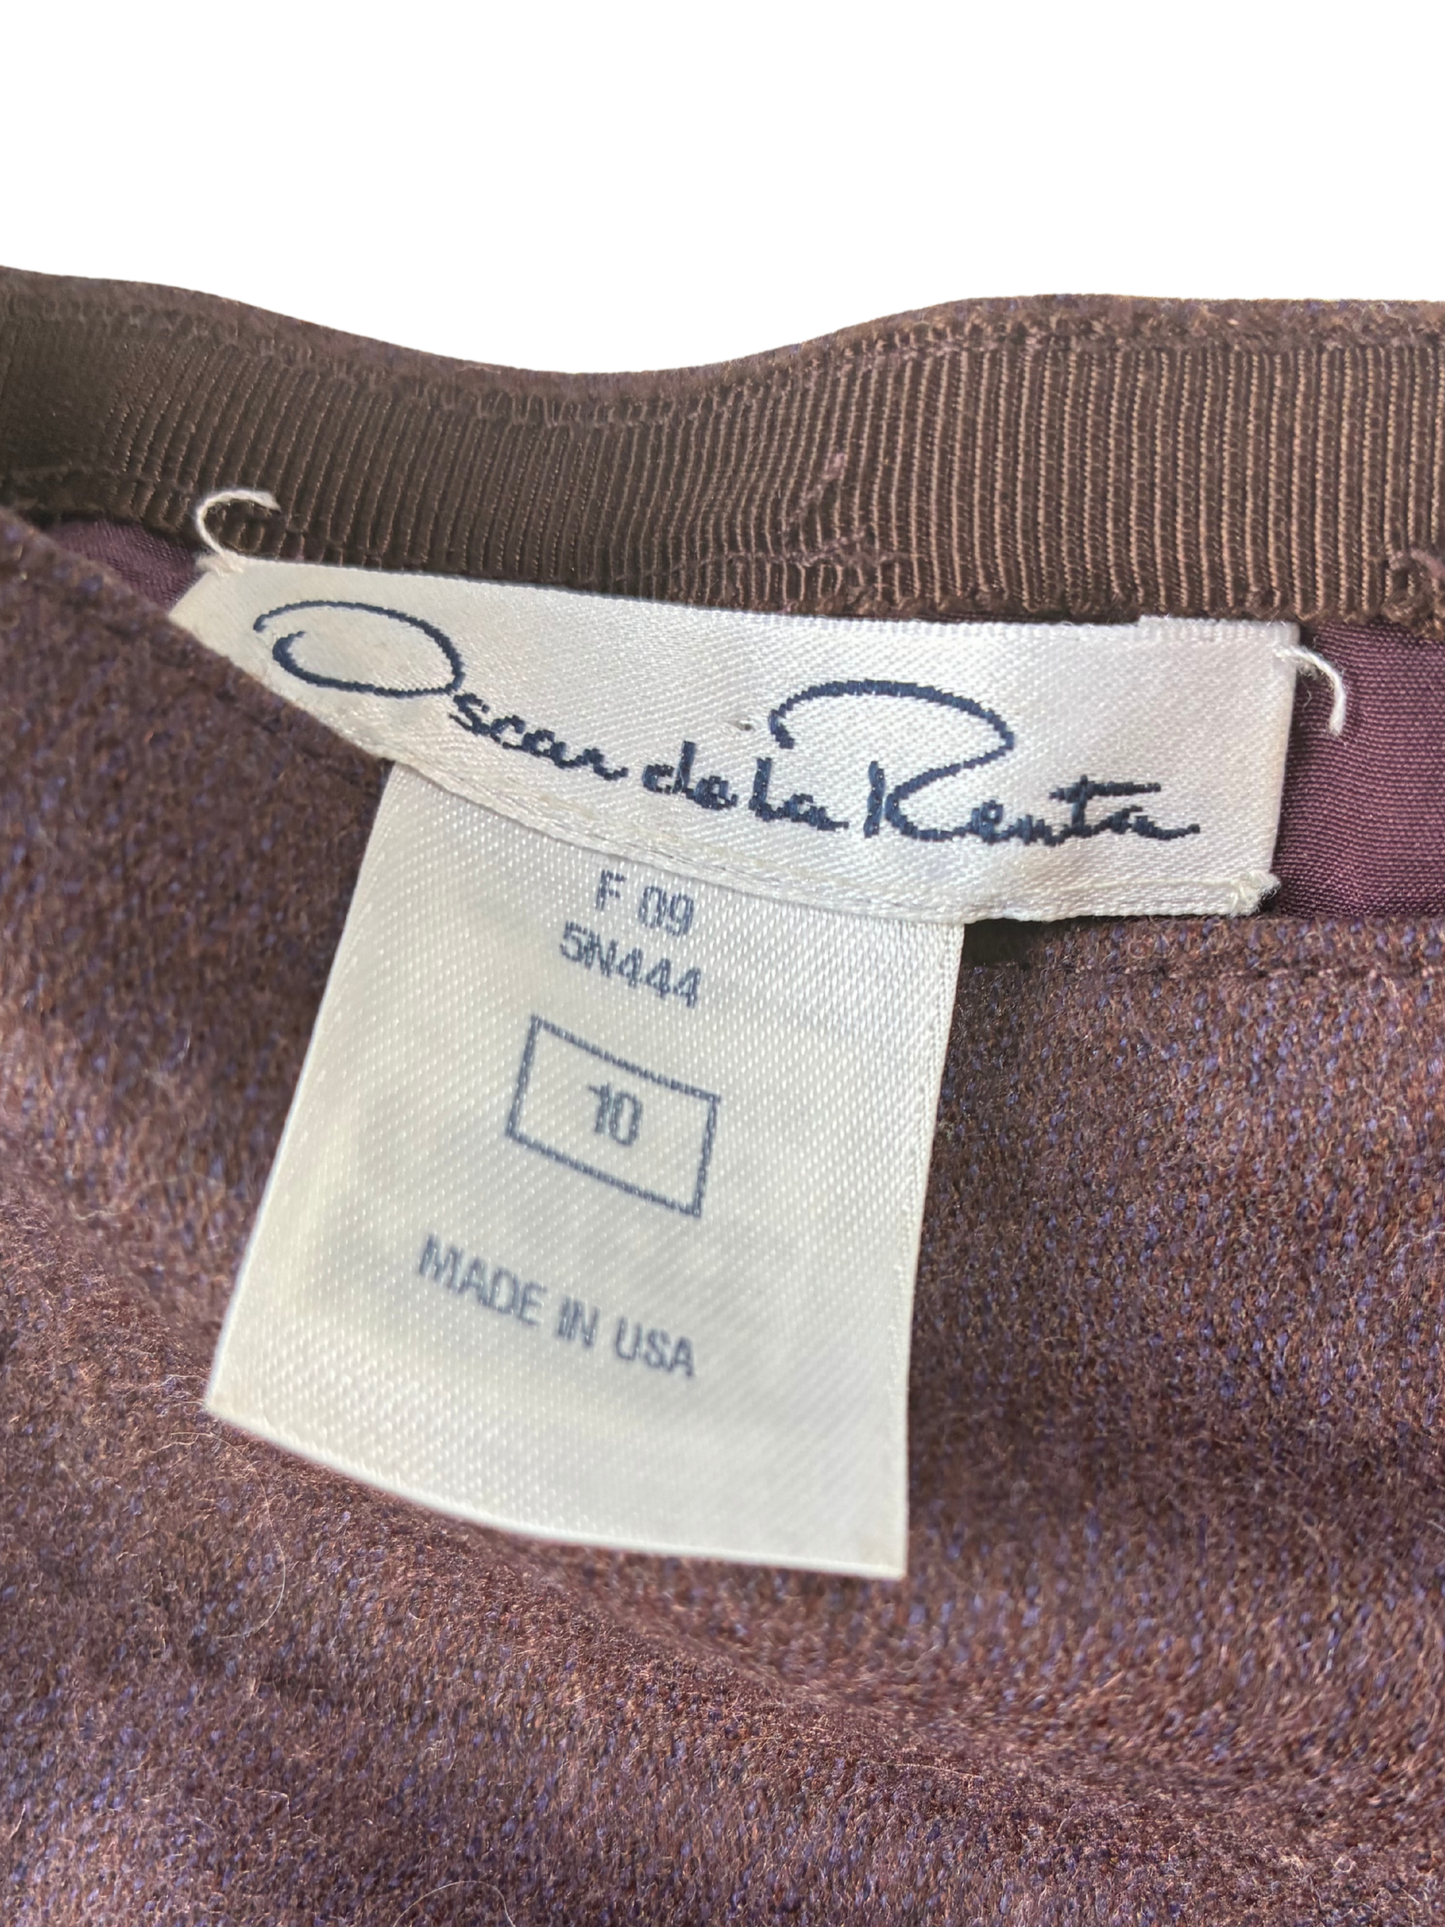 Oscar de la Renta
F 09
5N444
10
MADE IN USA